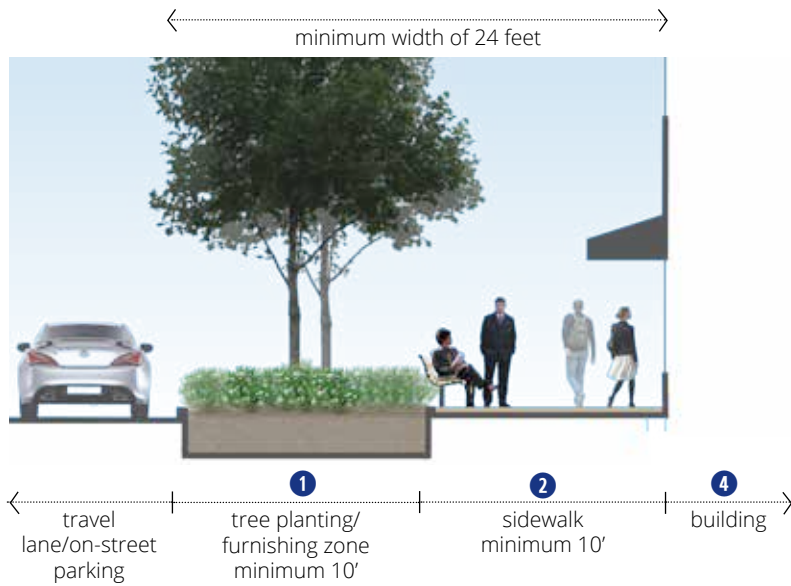 minimum width of 24 feet
1
2
4
travel
lane/on-street
parking
tree planting/
furnishing zone
minimum 10'
sidewalk
minimum 10'
building